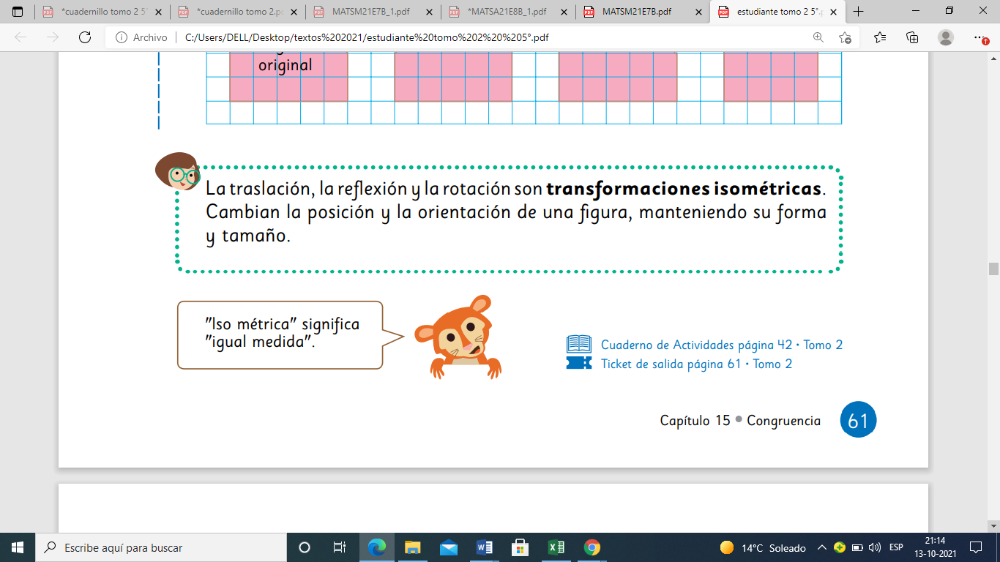 *cuadernillo tomo 2 5°
*cuadernillo tomo 2.p
MATSM21E7B_1.pdf
*MATSA21E8B_1.pdf
MATSM21E7B.pdf
estudiante tomo 2 5°.
Archivo
C:/Users/DELL/Desktop/textos%202021/estudiante%20tomo%202%20%205°.pdf
original
La traslación, la reflexión y la rotación son transformaciones isométricas.
Cambian la posición y la orientación de una figura, manteniendo su forma
y tamaño.
"Iso métrica" significa
"igual medida".
Cuaderno de Actividades página 42 • Tomo 2
Ticket de salida página 61 • Tomo 2
Capítulo 15 • Congruencia
61
Escribe aquí para buscar
14°C Soleado
ESP
21:14
13-10-2021